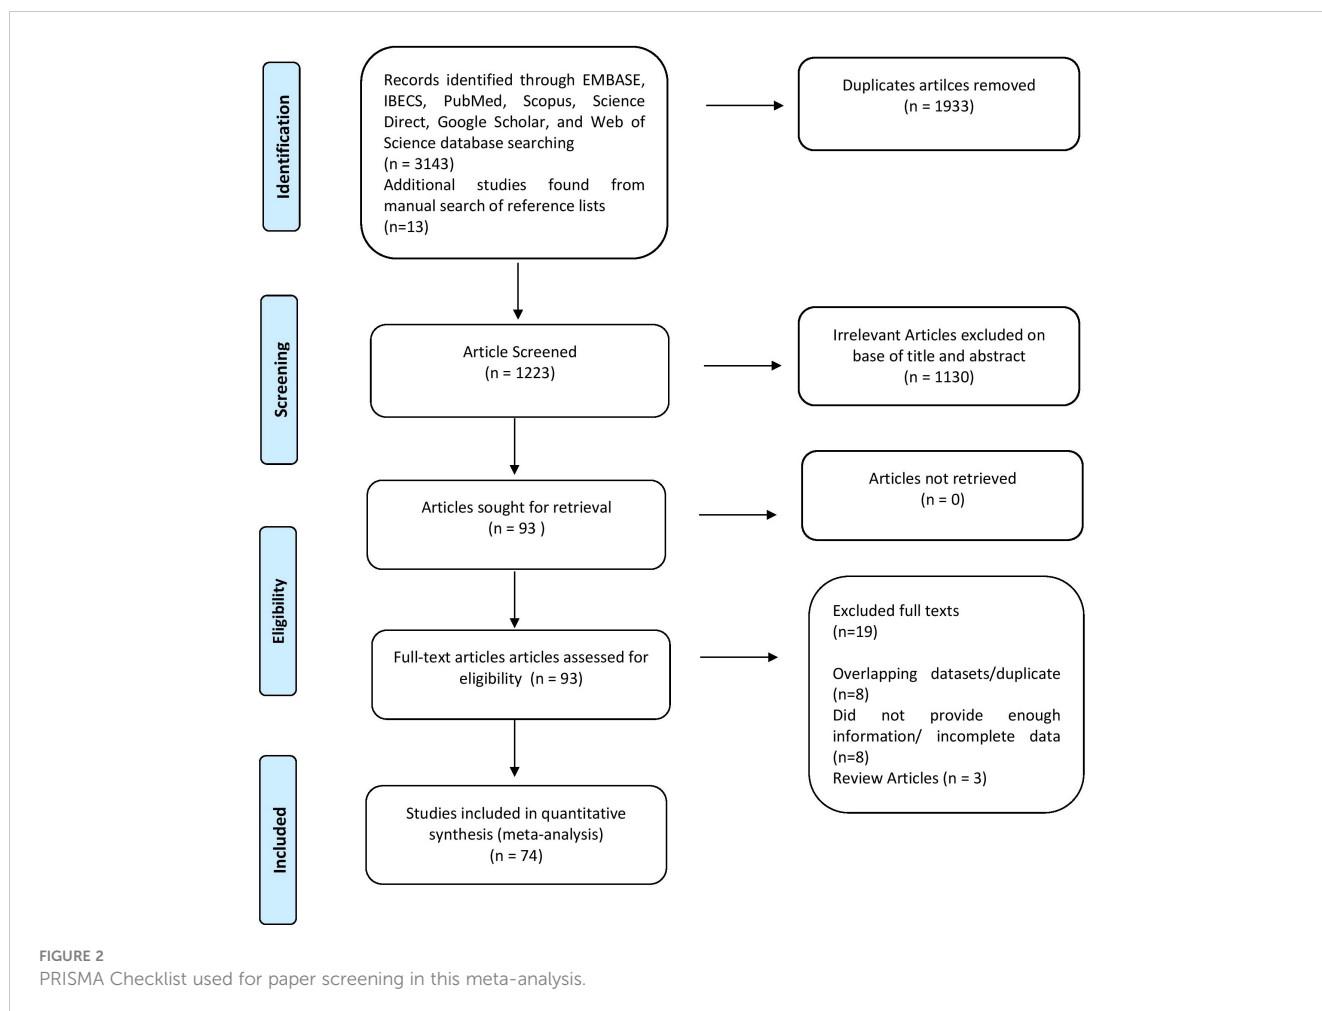 Identification
Records identified through EMBASE,
IBECS, PubMed, Scopus, Science
Direct, Google Scholar, and Web of
Science database searching
(n = 3143)
Additional studies found from
manual search of reference lists
(n=13)
Duplicates artilces removed
(n = 1933)
Screening
Article Screened
(n = 1223)
Irrelevant Articles excluded on
base of title and abstract
(n = 1130)
Articles sought for retrieval
(n = 93 )
Articles not retrieved
(n = 0)
Eligibility
Full-text articles articles assessed for
eligibility (n = 93)
Excluded full texts
(n=19)
Overlapping datasets/duplicate
(n=8)
Did not provide enough
information/ incomplete data
(n=8)
Review Articles (n = 3)
Included
Studies included in quantitative
synthesis (meta-analysis)
(n = 74)
FIGURE 2
PRISMA Checklist used for paper screening in this meta-analysis.